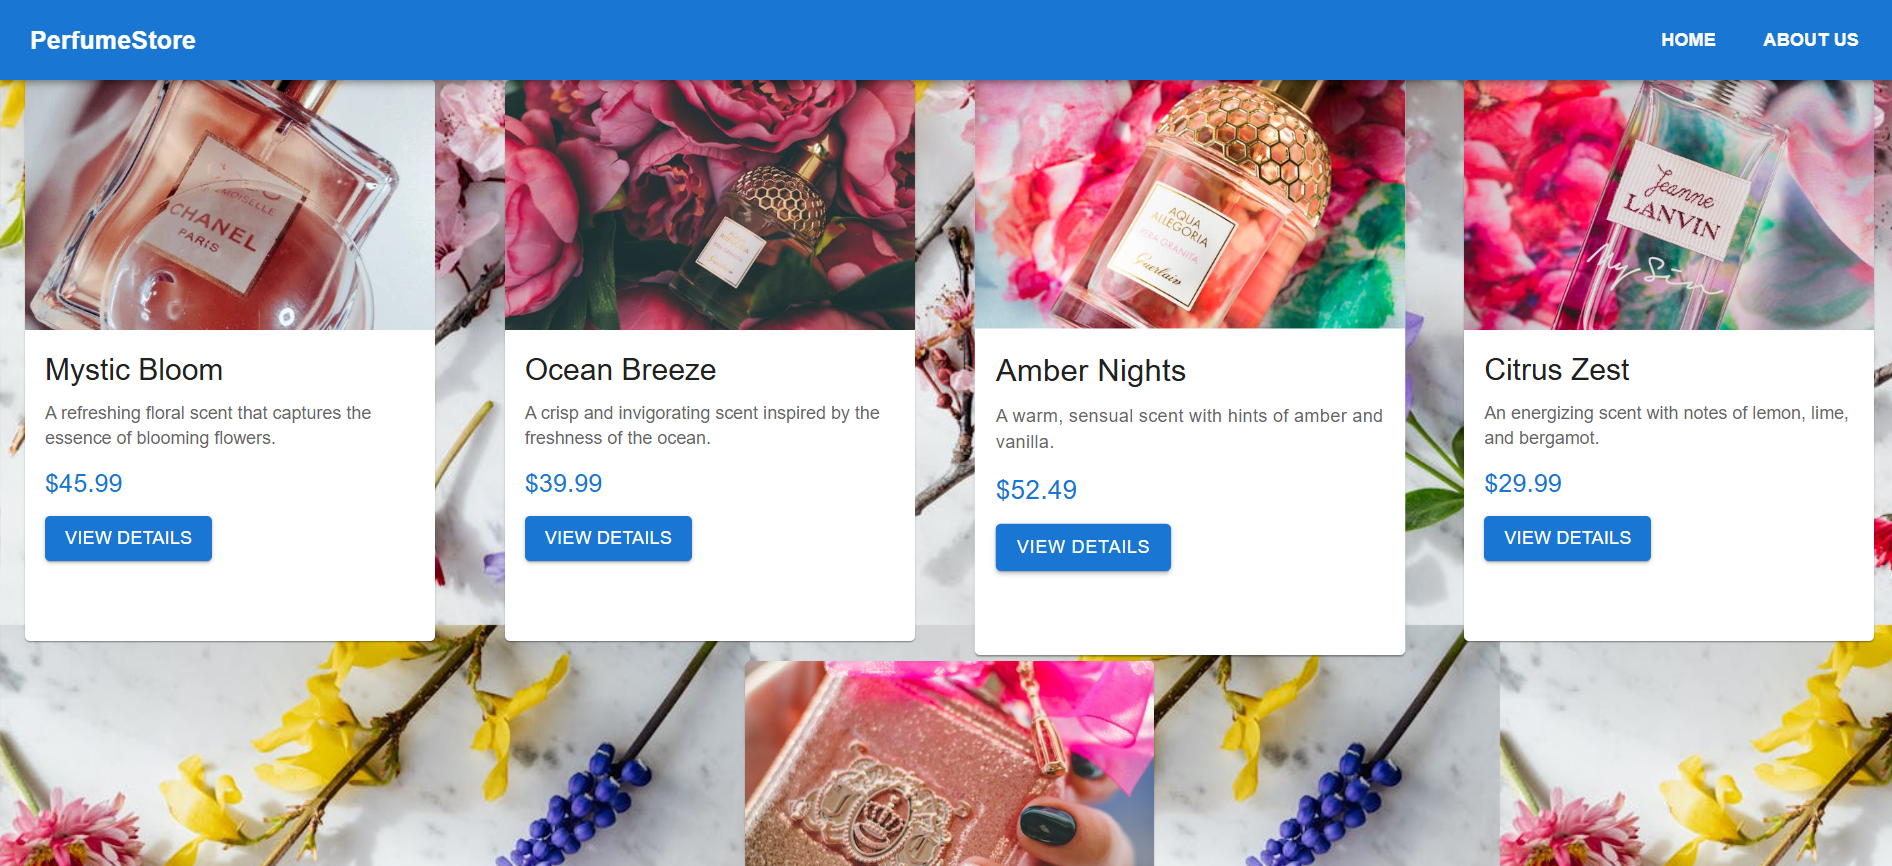 PerfumeStore
HOME
ABOUT US
MOISELLE
CHANEL
PARIS
AQUA
ALLEGORIA
PERA GRANITA
Guerlain
Jeanne
LANVIN
My Sin
Mystic Bloom
A refreshing floral scent that captures the
essence of blooming flowers.
$45.99
VIEW DETAILS
Ocean Breeze
A crisp and invigorating scent inspired by the
freshness of the ocean.
$39.99
VIEW DETAILS
Amber Nights
A warm, sensual scent with hints of amber and
vanilla.
$52.49
VIEW DETAILS
Citrus Zest
An energizing scent with notes of lemon, lime,
and bergamot.
$29.99
VIEW DETAILS